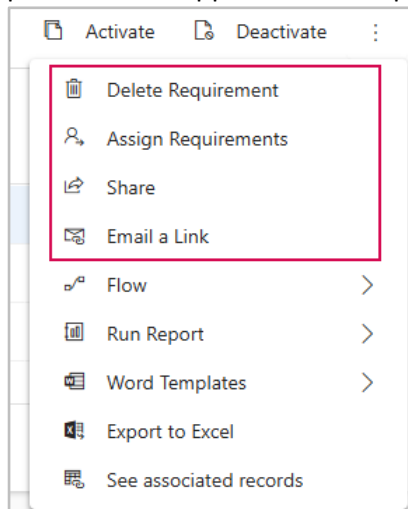 Activate Deactivate
Delete Requirement
Assign Requirements
Share
Email a Link
Flow
Run Report
Word Templates
Export to Excel
See associated records